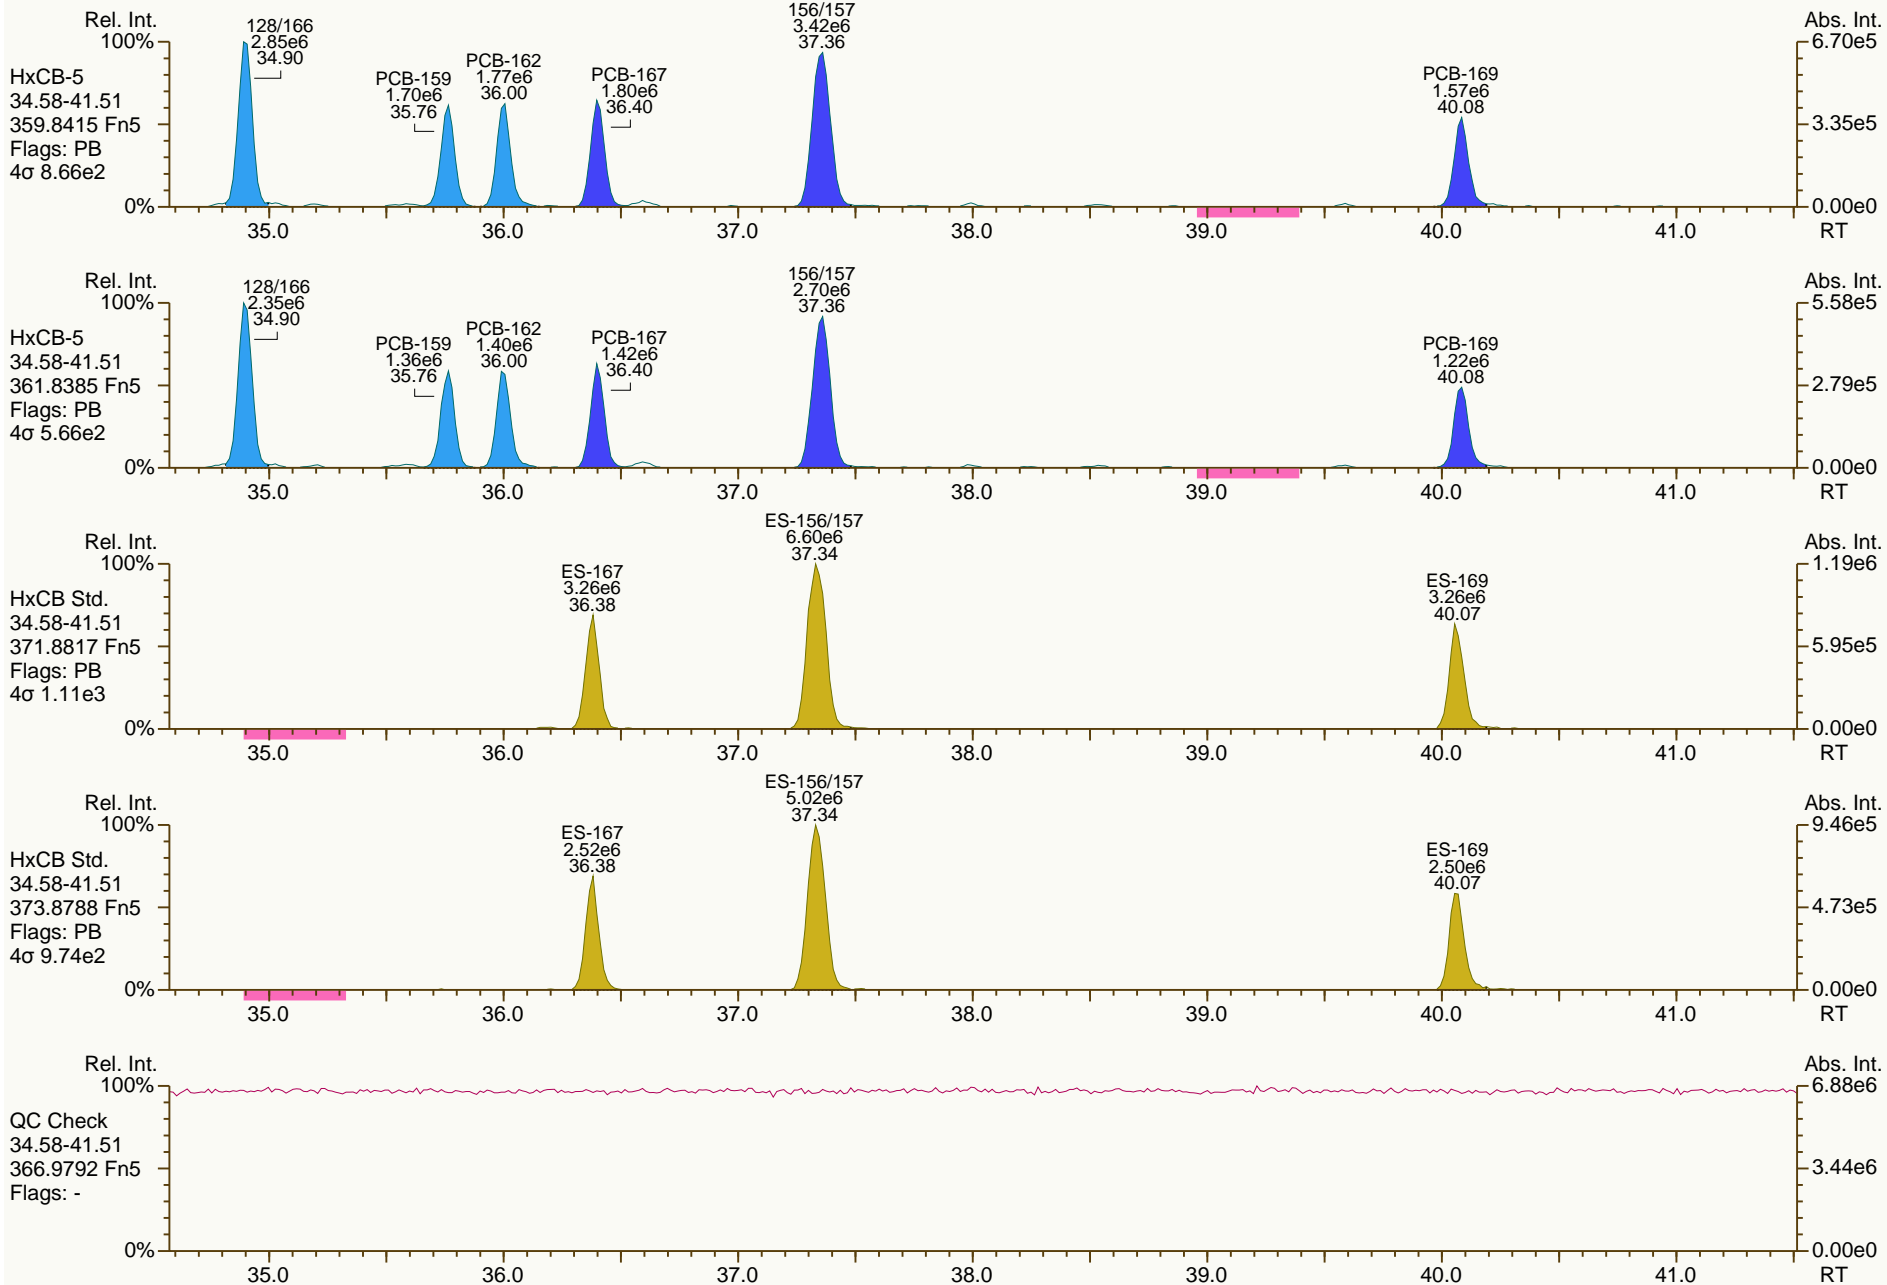 Rel. Int.
Abs. Int.
HxCB-5
34.58-41.51
359.8415 Fn5
Flags: PB
4σ 8.66e2
100%
0%
128/166
2.85e6
34.90
PCB-159
1.70e6
35.76
PCB-162
1.77e6
36.00
PCB-167
1.80e6
36.40
156/157
3.42e6
37.36
PCB-169
1.57e6
40.08
6.70e5
3.35e5
0.00e0
35.0 36.0 37.0 38.0 39.0 40.0 41.0 RT
Rel. Int.
Abs. Int.
HxCB-5
34.58-41.51
361.8385 Fn5
Flags: PB
4σ 5.66e2
100%
0%
128/166
2.35e6
34.90
PCB-159
1.36e6
35.76
PCB-162
1.40e6
36.00
PCB-167
1.42e6
36.40
156/157
2.70e6
37.36
PCB-169
1.22e6
40.08
5.58e5
2.79e5
0.00e0
35.0 36.0 37.0 38.0 39.0 40.0 41.0 RT
Rel. Int.
Abs. Int.
HxCB Std.
34.58-41.51
371.8817 Fn5
Flags: PB
4σ 1.11e3
100%
0%
ES-167
3.26e6
36.38
ES-156/157
6.60e6
37.34
ES-169
3.26e6
40.07
1.19e6
5.95e5
0.00e0
35.0 36.0 37.0 38.0 39.0 40.0 41.0 RT
Rel. Int.
Abs. Int.
HxCB Std.
34.58-41.51
373.8788 Fn5
Flags: PB
4σ 9.74e2
100%
0%
ES-167
2.52e6
36.38
ES-156/157
5.02e6
37.34
ES-169
2.50e6
40.07
9.46e5
4.73e5
0.00e0
35.0 36.0 37.0 38.0 39.0 40.0 41.0 RT
Rel. Int.
Abs. Int.
QC Check
34.58-41.51
366.9792 Fn5
Flags: -
100%
0%
6.88e6
3.44e6
0.00e0
35.0 36.0 37.0 38.0 39.0 40.0 41.0 RT